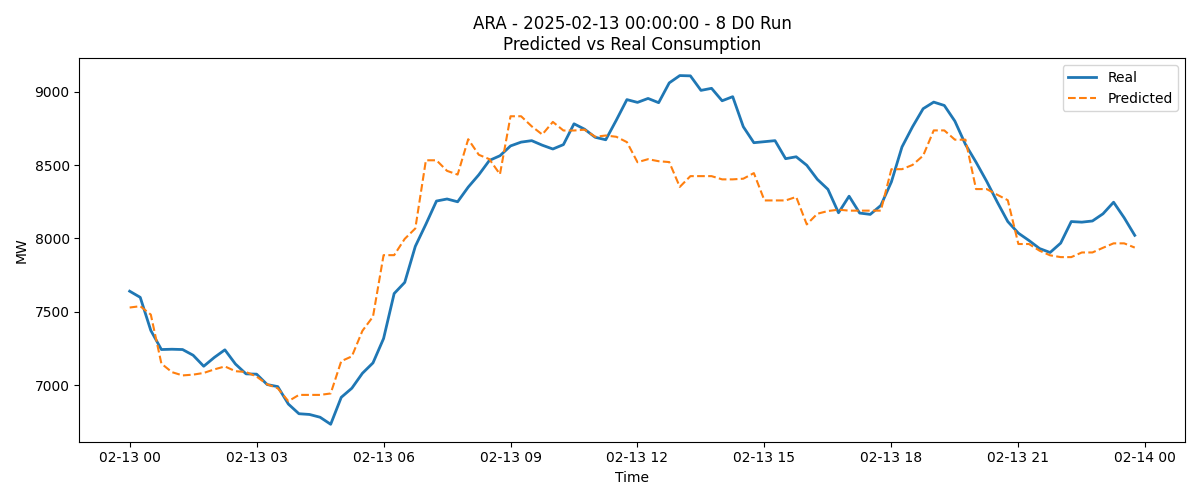 ARA - 2025-02-13 00:00:00 - 8 D0 Run
Predicted vs Real Consumption
Real
Predicted
9000
8500
8000
7500
7000
MW
02-13 00
02-13 03
02-13 06
02-13 09
02-13 12
02-13 15
02-13 18
02-13 21
02-14 00
Time